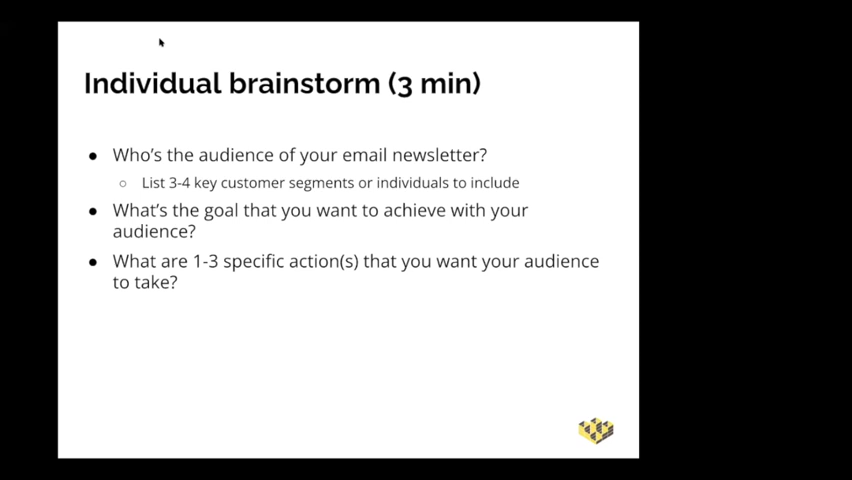 Individual brainstorm (3 min)
● Who's the audience of your email newsletter?
○ List 3-4 key customer segments or individuals to include
● What's the goal that you want to achieve with your
audience?
● What are 1-3 specific action(s) that you want your audience
to take?